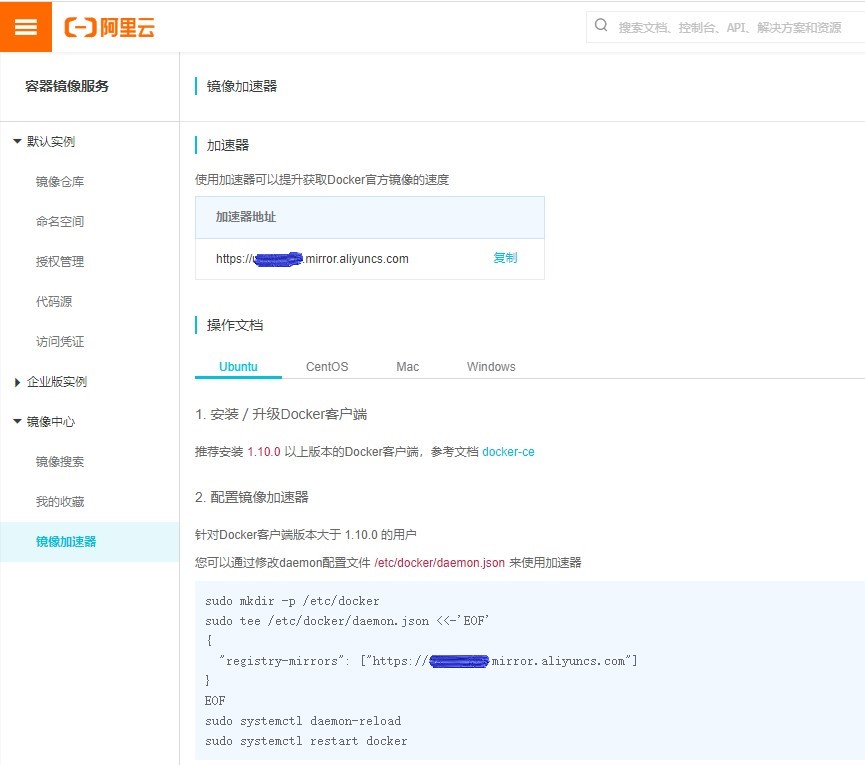 阿里云
搜索文档、控制台、API、解决方案和资源
容器镜像服务
默认实例
镜像仓库
命名空间
授权管理
代码源
访问凭证
企业版实例
镜像中心
镜像搜索
我的收藏
镜像加速器
镜像加速器
加速器
使用加速器可以提升获取Docker官方镜像的速度
加速器地址
https:// .mirror.aliyuncs.com 复制
操作文档
Ubuntu CentOS Mac Windows
1. 安装 / 升级Docker客户端
推荐安装 1.10.0 以上版本的Docker客户端，参考文档 docker-ce
2. 配置镜像加速器
针对Docker客户端版本大于 1.10.0 的用户
您可以通过修改daemon配置文件 /etc/docker/daemon.json 来使用加速器
sudo mkdir -p /etc/docker
sudo tee /etc/docker/daemon.json <<-'EOF'
{
"registry-mirrors": ["https:// mirror.aliyuncs.com"]
}
EOF
sudo systemctl daemon-reload
sudo systemctl restart docker